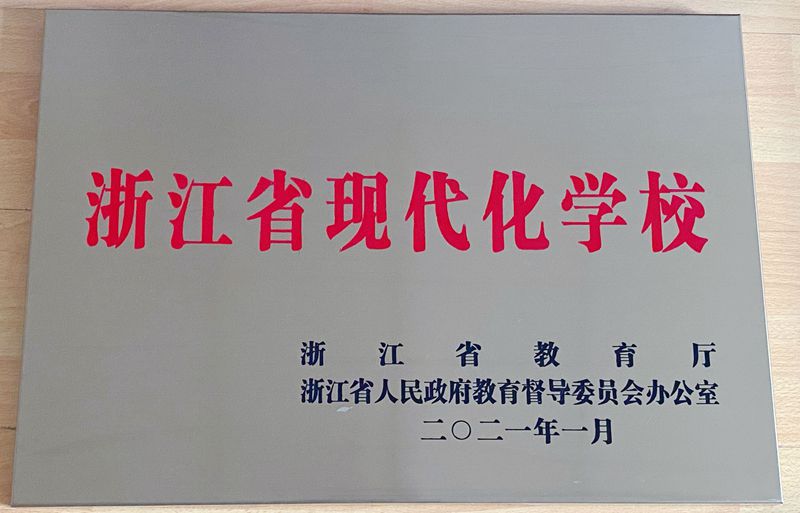 浙江省现代化学校
浙江省教育厅
浙江省人民政府教育督导委员会办公室
二〇二一年一月